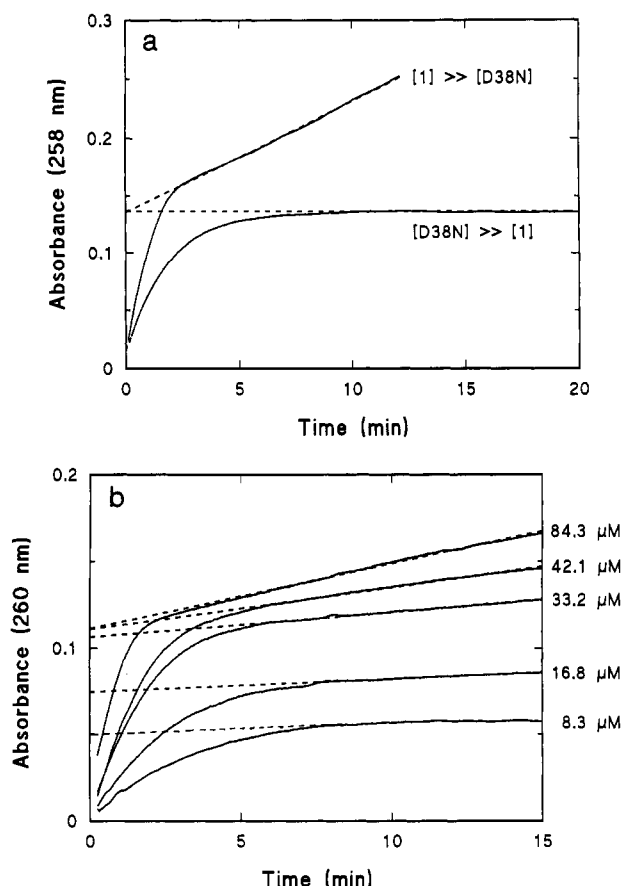 a
0.3
0.2
0.1
0
Absorbance (258 nm)
[1] >> [D38N]
[D38N] >> [1]
0 5 10 15 20
Time (min)
b
0.2
0.1
0
Absorbance (260 nm)
84.3 μM
42.1 μM
33.2 μM
16.8 μM
8.3 μM
0 5 10 15
Time (min)